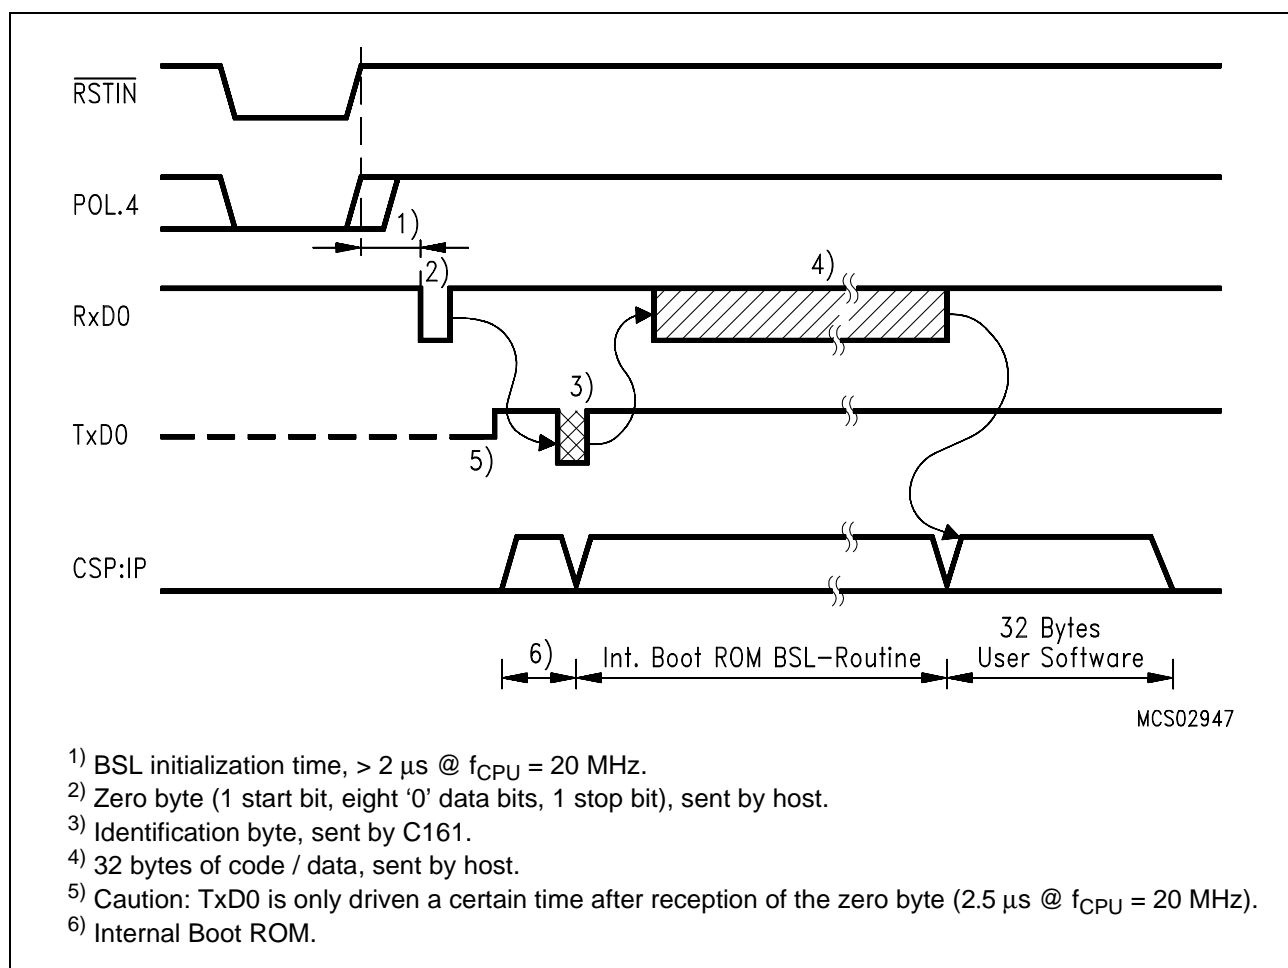 RSTIN
POL.4
1)
2)
4)
RxD0
3)
TxD0
5)
CSP:IP
32 Bytes
6) Int. Boot ROM BSL-Routine User Software
MCS02947
1) BSL initialization time, > 2 µs @ fCPU = 20 MHz.
2) Zero byte (1 start bit, eight ‘0’ data bits, 1 stop bit), sent by host.
3) Identification byte, sent by C161.
4) 32 bytes of code / data, sent by host.
5) Caution: TxD0 is only driven a certain time after reception of the zero byte (2.5 µs @ fCPU = 20 MHz).
6) Internal Boot ROM.